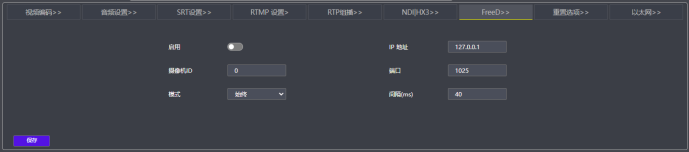 视频编码>> 音频设置>> SRT设置>> RTMP 设置> RTP组播>> NDI|HX3>> FreeD>> 重置选项>> 以太网>>
启用 IP 地址 127.0.0.1
摄像机ID 0 端口 1025
模式 始终 间隔(ms) 40
保存